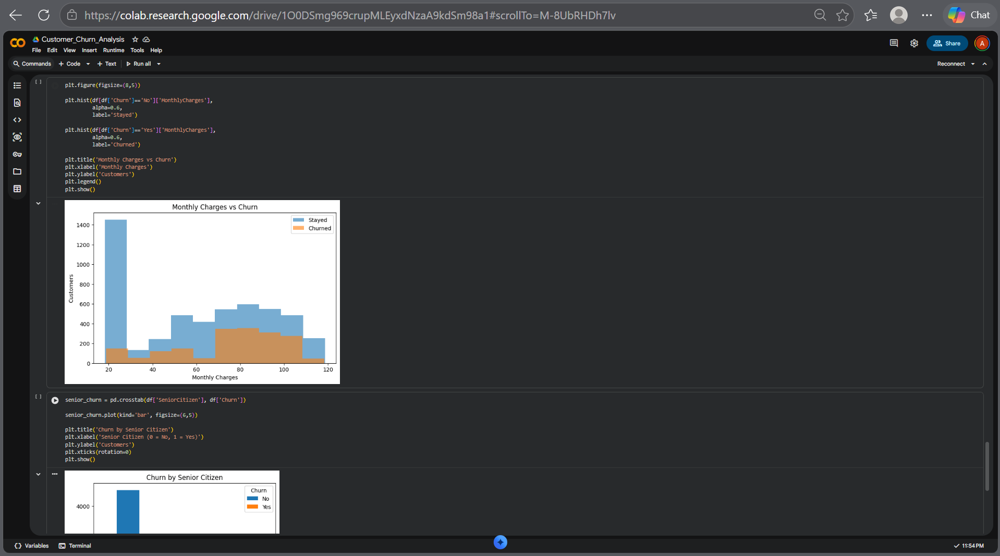 https://colab.research.google.com/drive/1O0DSmg969crupMLEyxdNzaA9kdSm98a1#scrollTo=M-8UbRHDh7lv
Chat
CO
Customer_Churn_Analysis
File Edit View Insert Runtime Tools Help
Share
A
Commands + Code + Text Run all
Reconnect
[ ]
plt.figure(figsize=(8,5))
plt.hist(df[df['Churn']=='No']['MonthlyCharges'],
alpha=0.6,
label='Stayed')
plt.hist(df[df['Churn']=='Yes']['MonthlyCharges'],
alpha=0.6,
label='Churned')
plt.title('Monthly Charges vs Churn')
plt.xlabel('Monthly Charges')
plt.ylabel('Customers')
plt.legend()
plt.show()
Monthly Charges vs Churn
Stayed
Churned
1400
1200
1000
800
600
400
200
0
Customers
20 40 60 80 100 120
Monthly Charges
[ ]
senior_churn = pd.crosstab(df['SeniorCitizen'], df['Churn'])
senior_churn.plot(kind='bar', figsize=(6,5))
plt.title('Churn by Senior Citizen')
plt.xlabel('Senior Citizen (0 = No, 1 = Yes)')
plt.ylabel('Customers')
plt.xticks(rotation=0)
plt.show()
Churn by Senior Citizen
Churn
No
Yes
4000
Variables Terminal
11:54 PM